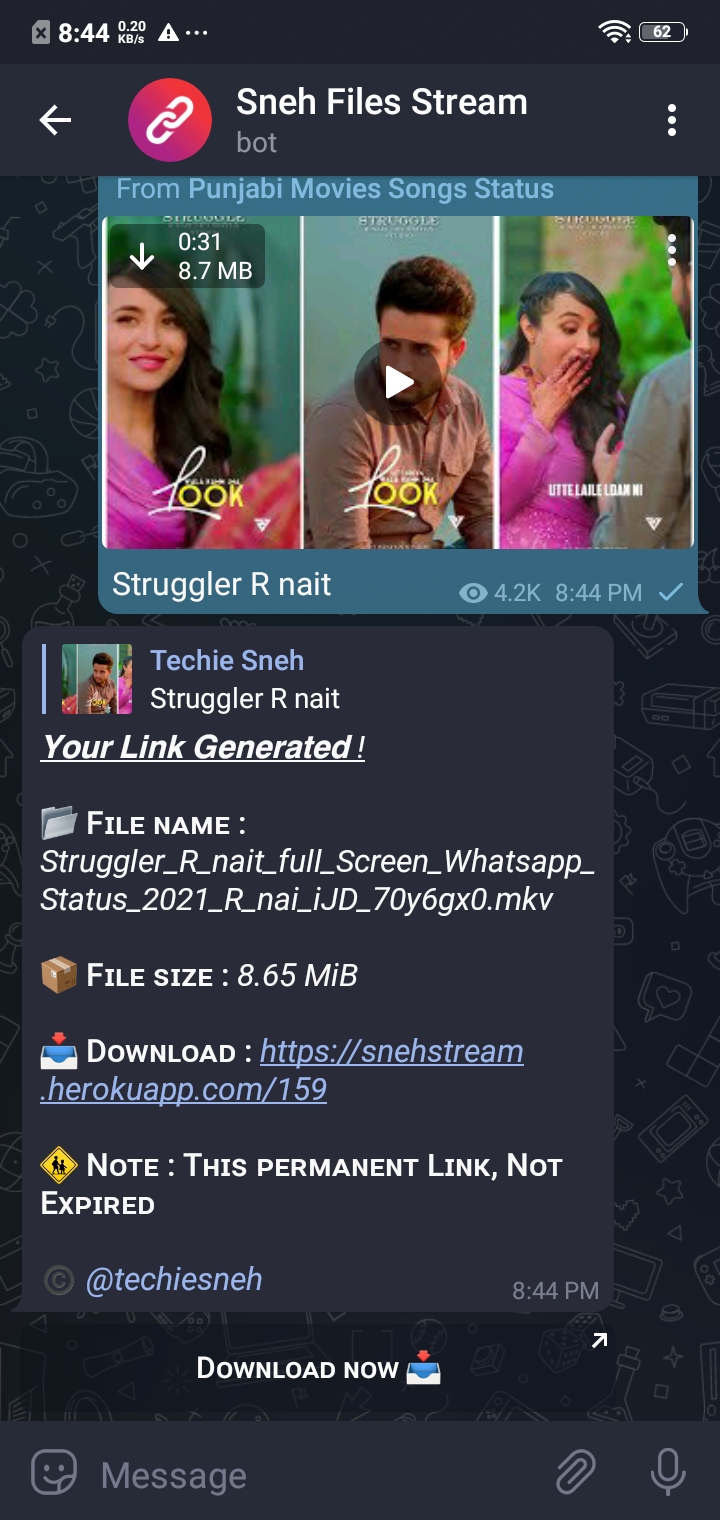 8:44 0.20 KB/s 62
Sneh Files Stream
bot
From Punjabi Movies Songs Status
STRUGGLE STRUGGLE STRUGGLE
0:31
8.7 MB
LOOK LOOK UTTE LAILE LOAN NI
Struggler R nait
4.2K 8:44 PM
Techie Sneh
Struggler R nait
Your Link Generated !
📂 File name :
Struggler_R_nait_full_Screen_Whatsapp_
Status_2021_R_nai_iJD_70y6gx0.mkv
📦 File size : 8.65 MiB
📥 Download : https://snehstream
.herokuapp.com/159
🚸 Note : This permanent Link, Not
Expired
© @techiesneh
8:44 PM
Download now 📥
Message